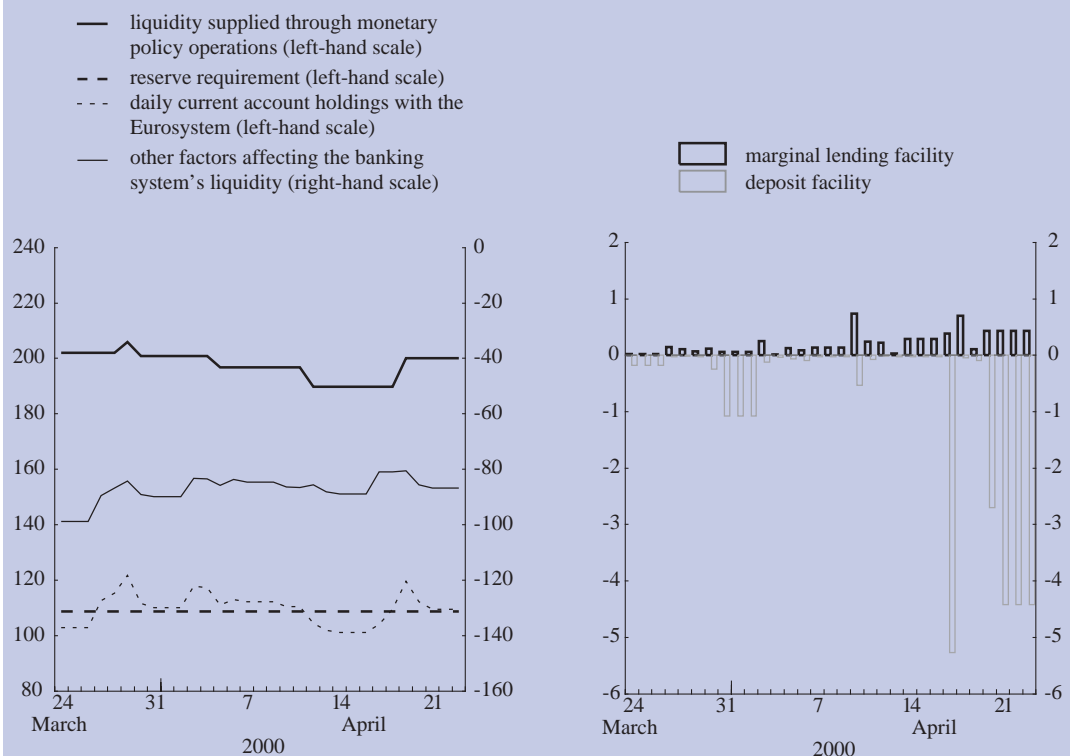 liquidity supplied through monetary
policy operations (left-hand scale)
reserve requirement (left-hand scale)
daily current account holdings with the
Eurosystem (left-hand scale)
other factors affecting the banking
system’s liquidity (right-hand scale)
240
220
200
180
160
140
120
100
80
0
-20
-40
-60
-80
-100
-120
-140
-160
24 31 7 14 21
March April
2000
marginal lending facility
deposit facility
2
1
0
-1
-2
-3
-4
-5
-6
2
1
0
-1
-2
-3
-4
-5
-6
24 31 7 14 21
March April
2000